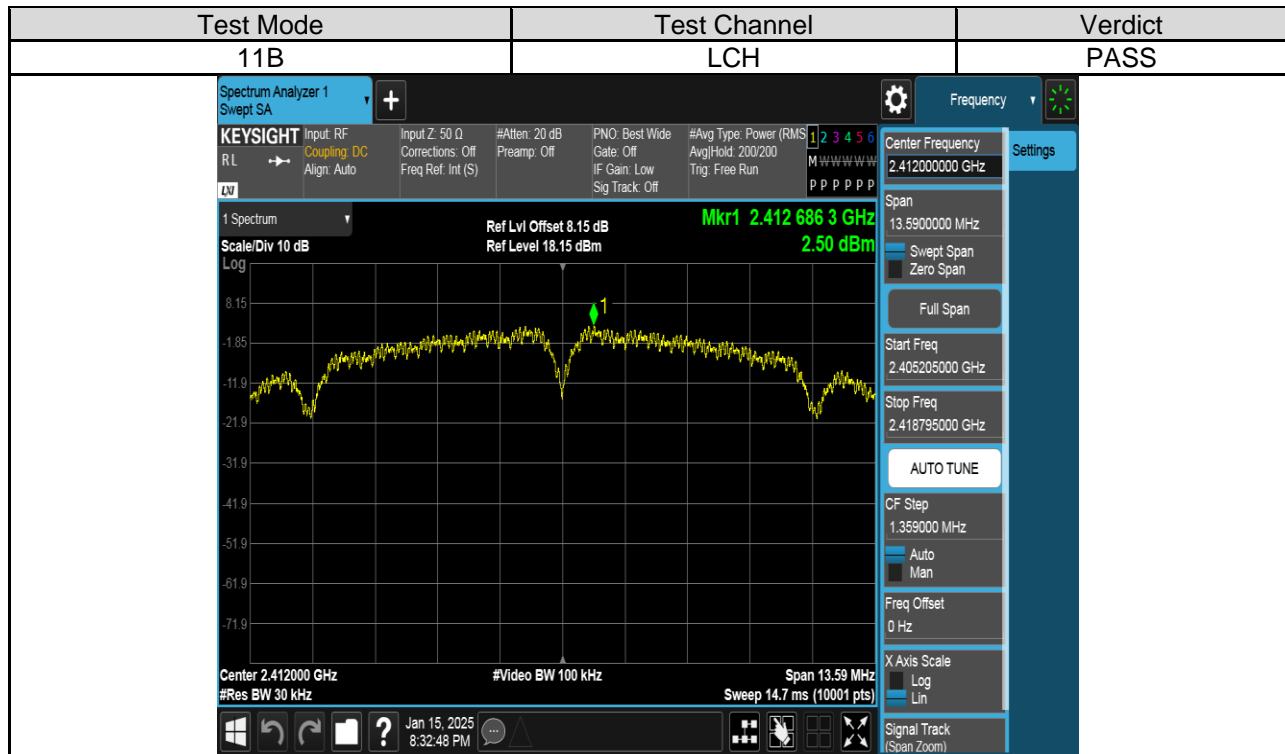 Test Mode Test Channel Verdict
11B LCH PASS
Spectrum Analyzer 1
Swept SA
Frequency
KEYSIGHT Input: RF
RL Coupling: DC
Align: Auto
LXI
Input Z: 50 Ω
Corrections: Off
Freq Ref: Int (S)
#Atten: 20 dB
Preamp: Off
PNO: Best Wide
Gate: Off
IF Gain: Low
Sig Track: Off
#Avg Type: Power (RMS
Avg|Hold: 200/200
Trig: Free Run
1 2 3 4 5 6
M W W W W W
P P P P P P
1 Spectrum
Scale/Div 10 dB
Log
Ref Lvl Offset 8.15 dB
Ref Level 18.15 dBm
Mkr1 2.412 686 3 GHz
2.50 dBm
1
8.15
-1.85
-11.9
-21.9
-31.9
-41.9
-51.9
-61.9
-71.9
Center 2.412000 GHz
#Res BW 30 kHz
#Video BW 100 kHz
Span 13.59 MHz
Sweep 14.7 ms (10001 pts)
Jan 15, 2025
8:32:48 PM
Center Frequency
2.412000000 GHz
Settings
Span
13.5900000 MHz
Swept Span
Zero Span
Full Span
Start Freq
2.405205000 GHz
Stop Freq
2.418795000 GHz
AUTO TUNE
CF Step
1.359000 MHz
Auto
Man
Freq Offset
0 Hz
X Axis Scale
Log
Lin
Signal Track
(Span Zoom)